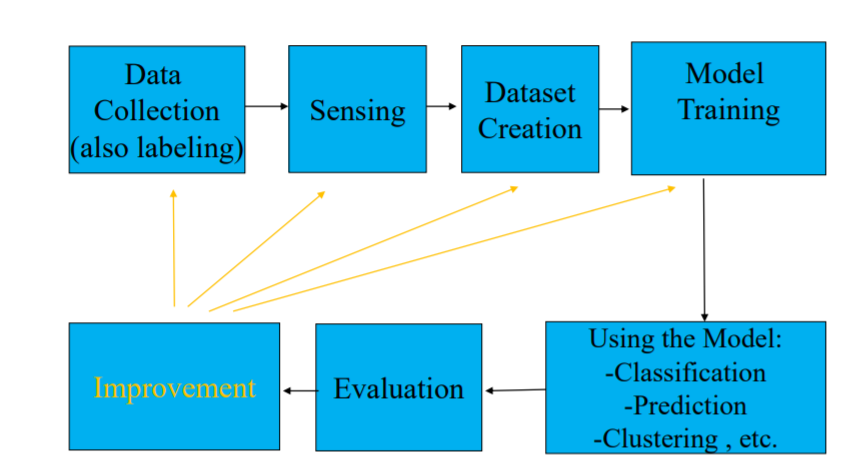 Data
Collection
(also labeling)
Sensing
Dataset
Creation
Model
Training
Improvement
Evaluation
Using the Model:
-Classification
-Prediction
-Clustering , etc.